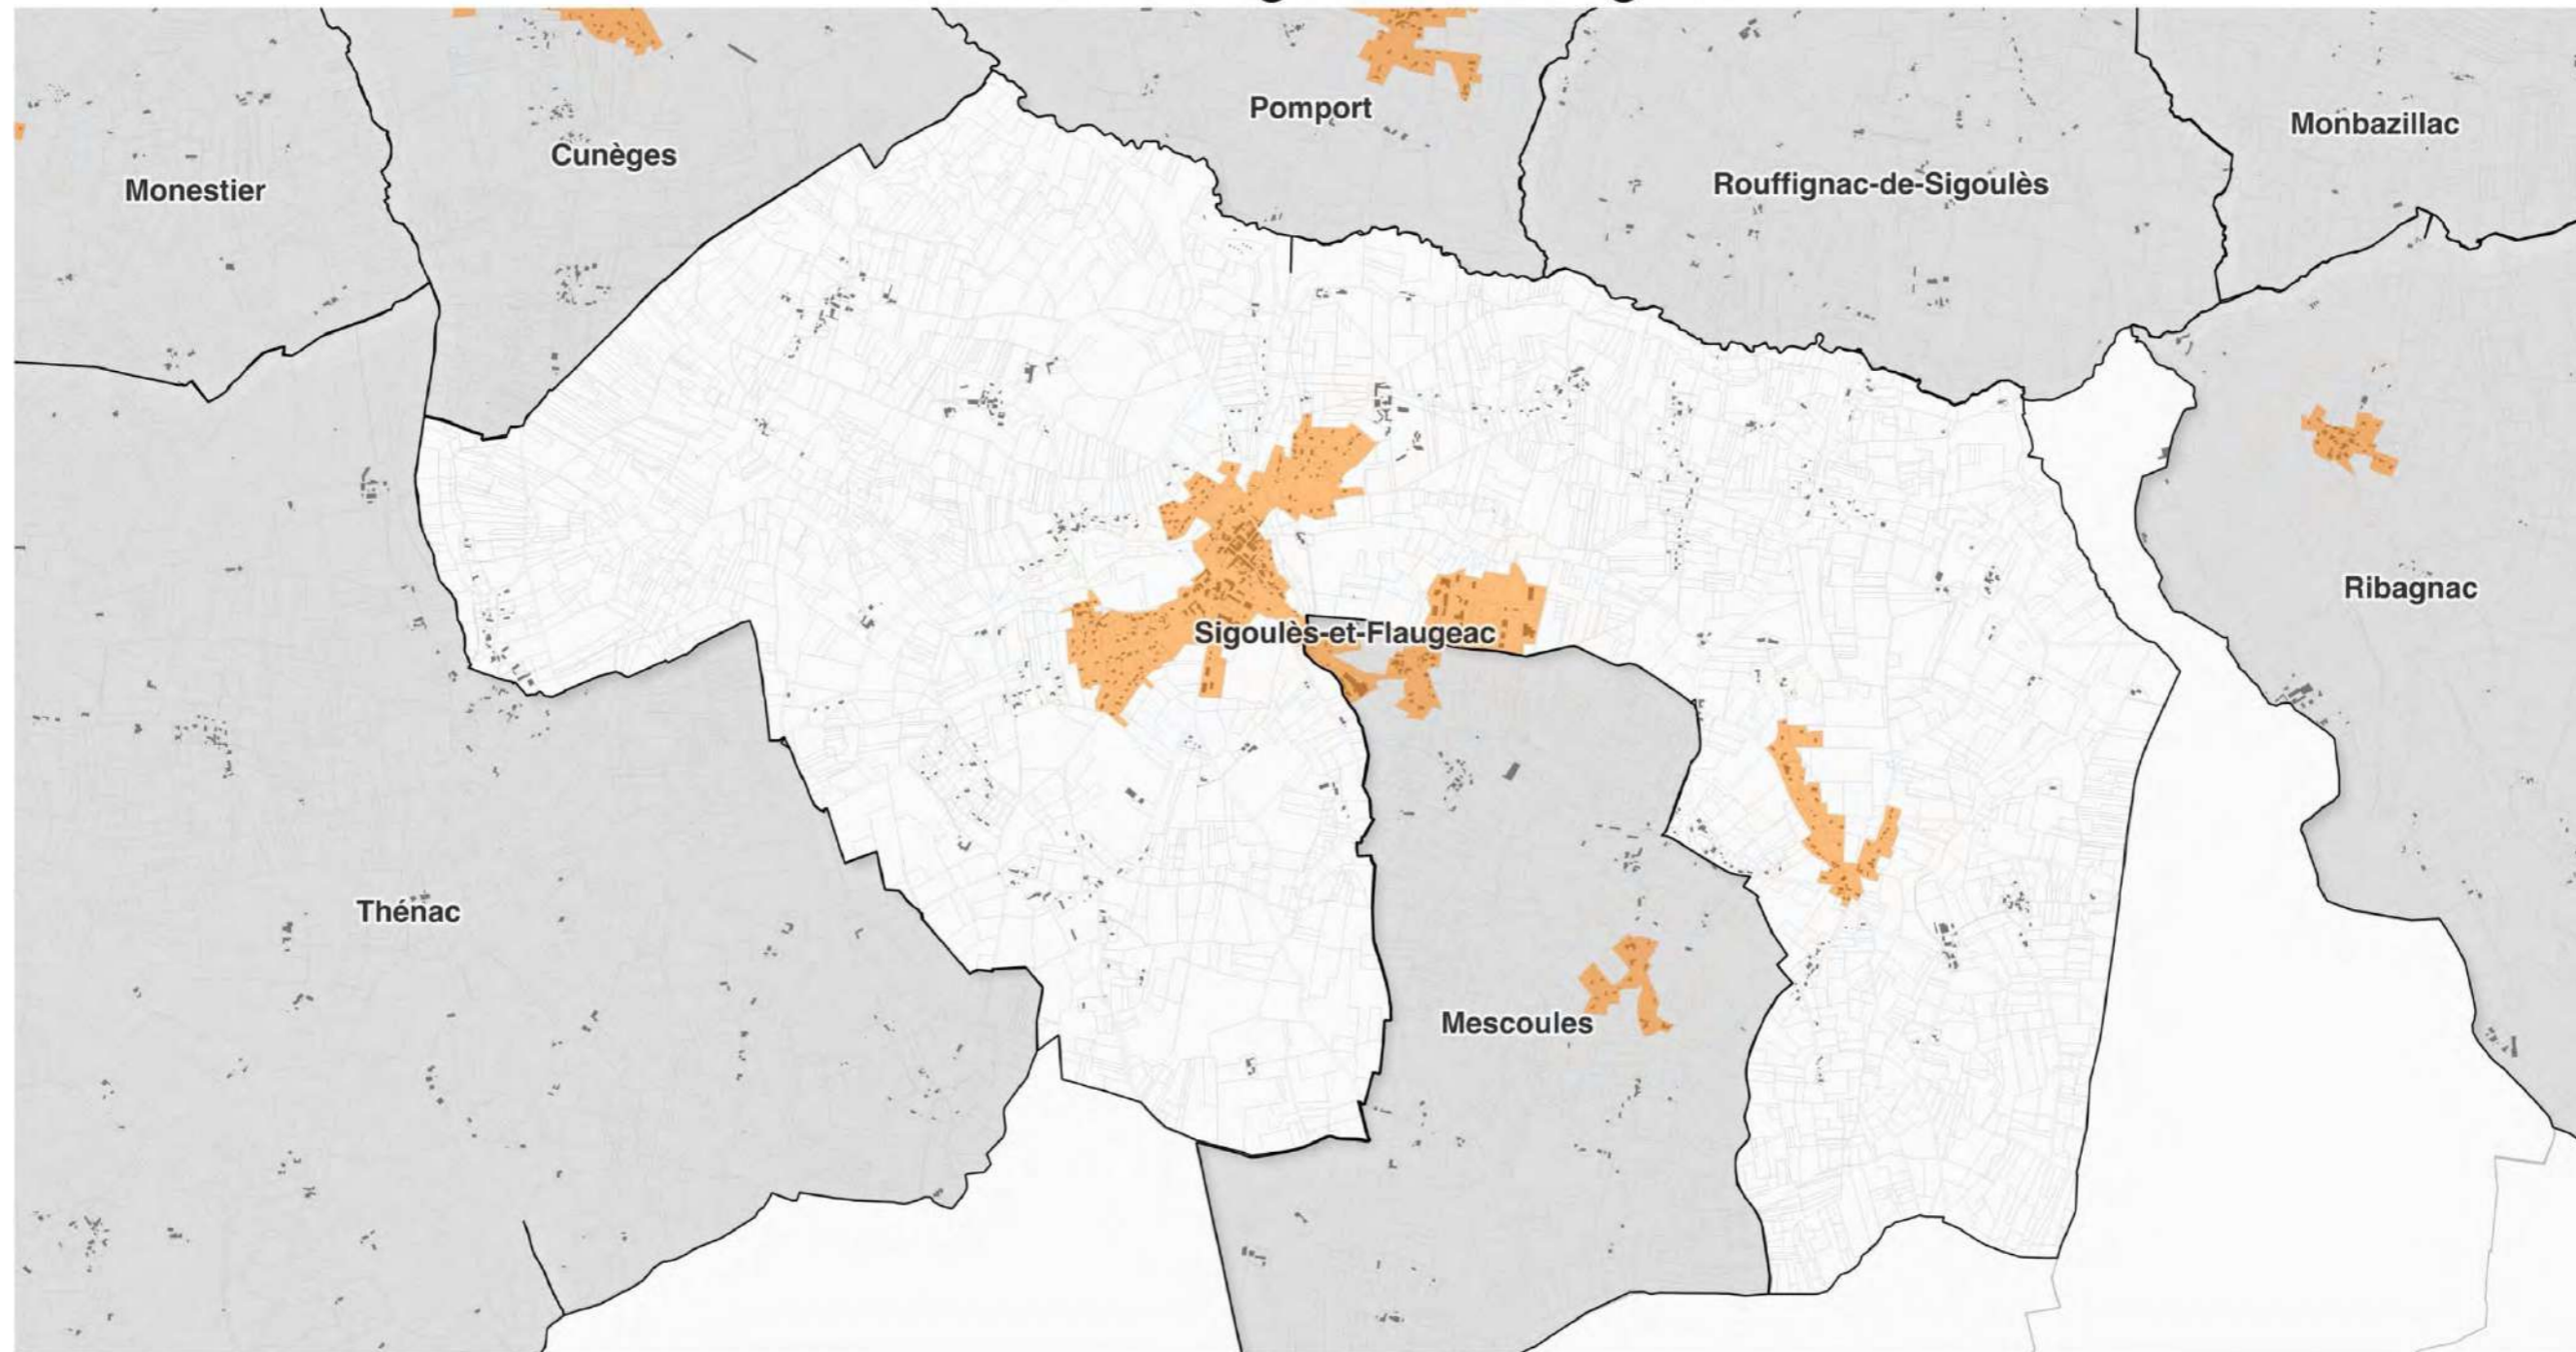 Pomport
Monbazillac
Cunèges
Rouffignac-de-Sigoulès
Monestier
Ribagnac
Sigoulès-et-Flaugeac
Thénac
Mescoules